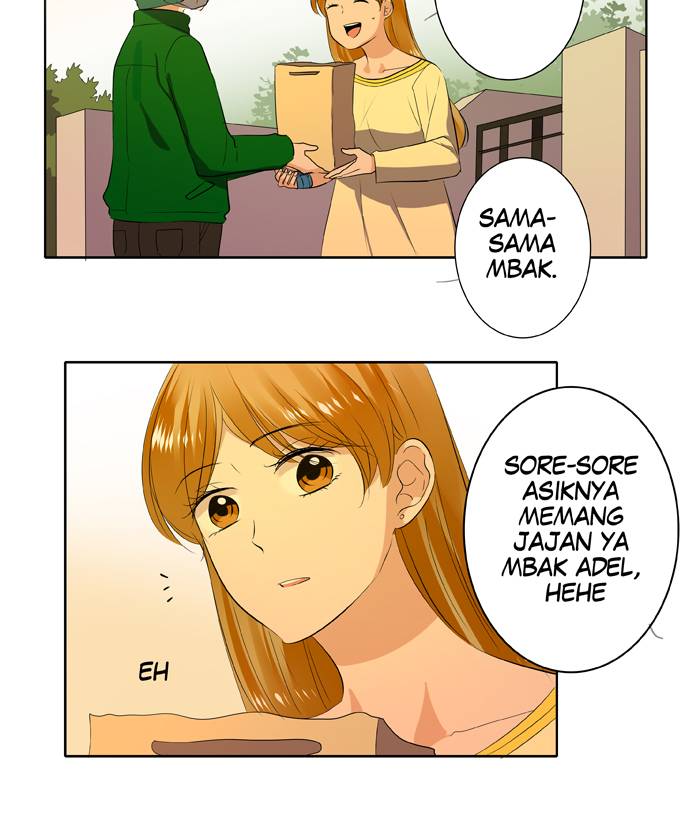 SAMA-
SAMA
MBAK.
SORE-SORE
ASIKNYA
MEMANG
JAJAN YA
MBAK ADEL,
HEHE
EH